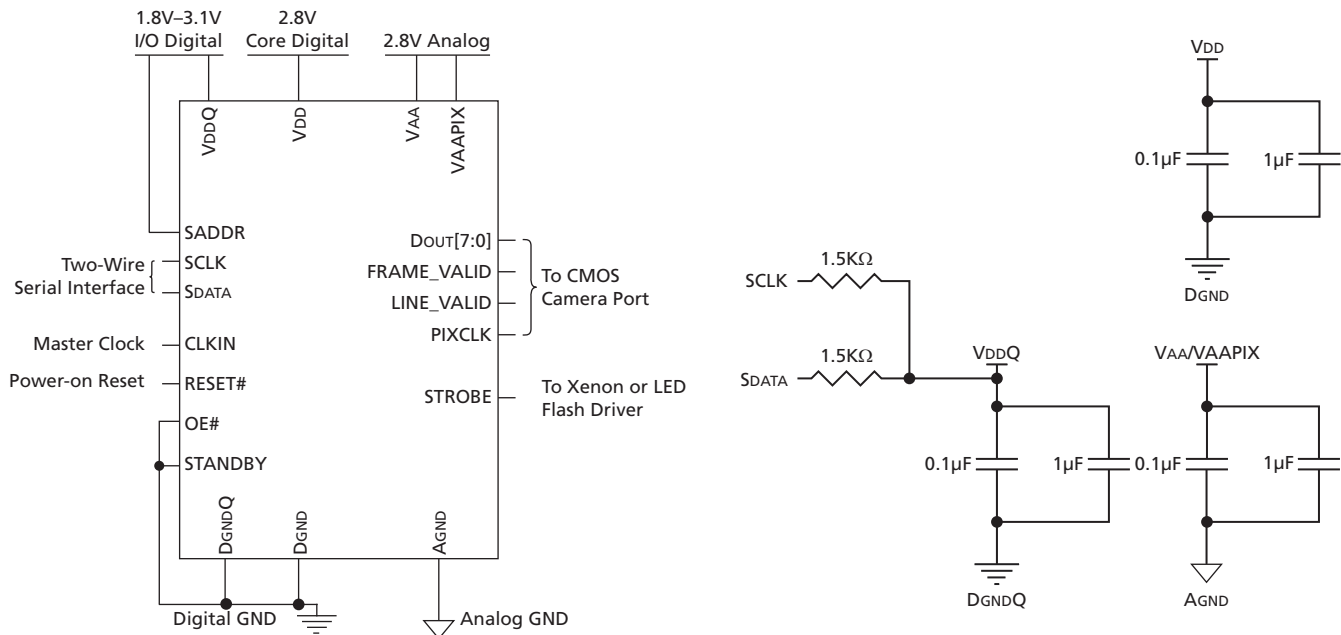 1.8V–3.1V
I/O Digital
2.8V
Core Digital
2.8V Analog
VDDQ
VDD
VAA
VAAPIX
SADDR
SCLK
SDATA
Two-Wire
Serial Interface
Master Clock
CLKIN
Power-on Reset
RESET#
OE#
STANDBY
DOUT[7:0]
FRAME_VALID
LINE_VALID
PIXCLK
To CMOS
Camera Port
STROBE
To Xenon or LED
Flash Driver
DGNDQ
DGND
AGND
Digital GND
Analog GND
SCLK
1.5KΩ
SDATA
1.5KΩ
VDDQ
0.1µF
1µF
DGNDQ
VDD
0.1µF
1µF
DGND
VAA/VAAPIX
0.1µF
1µF
AGND